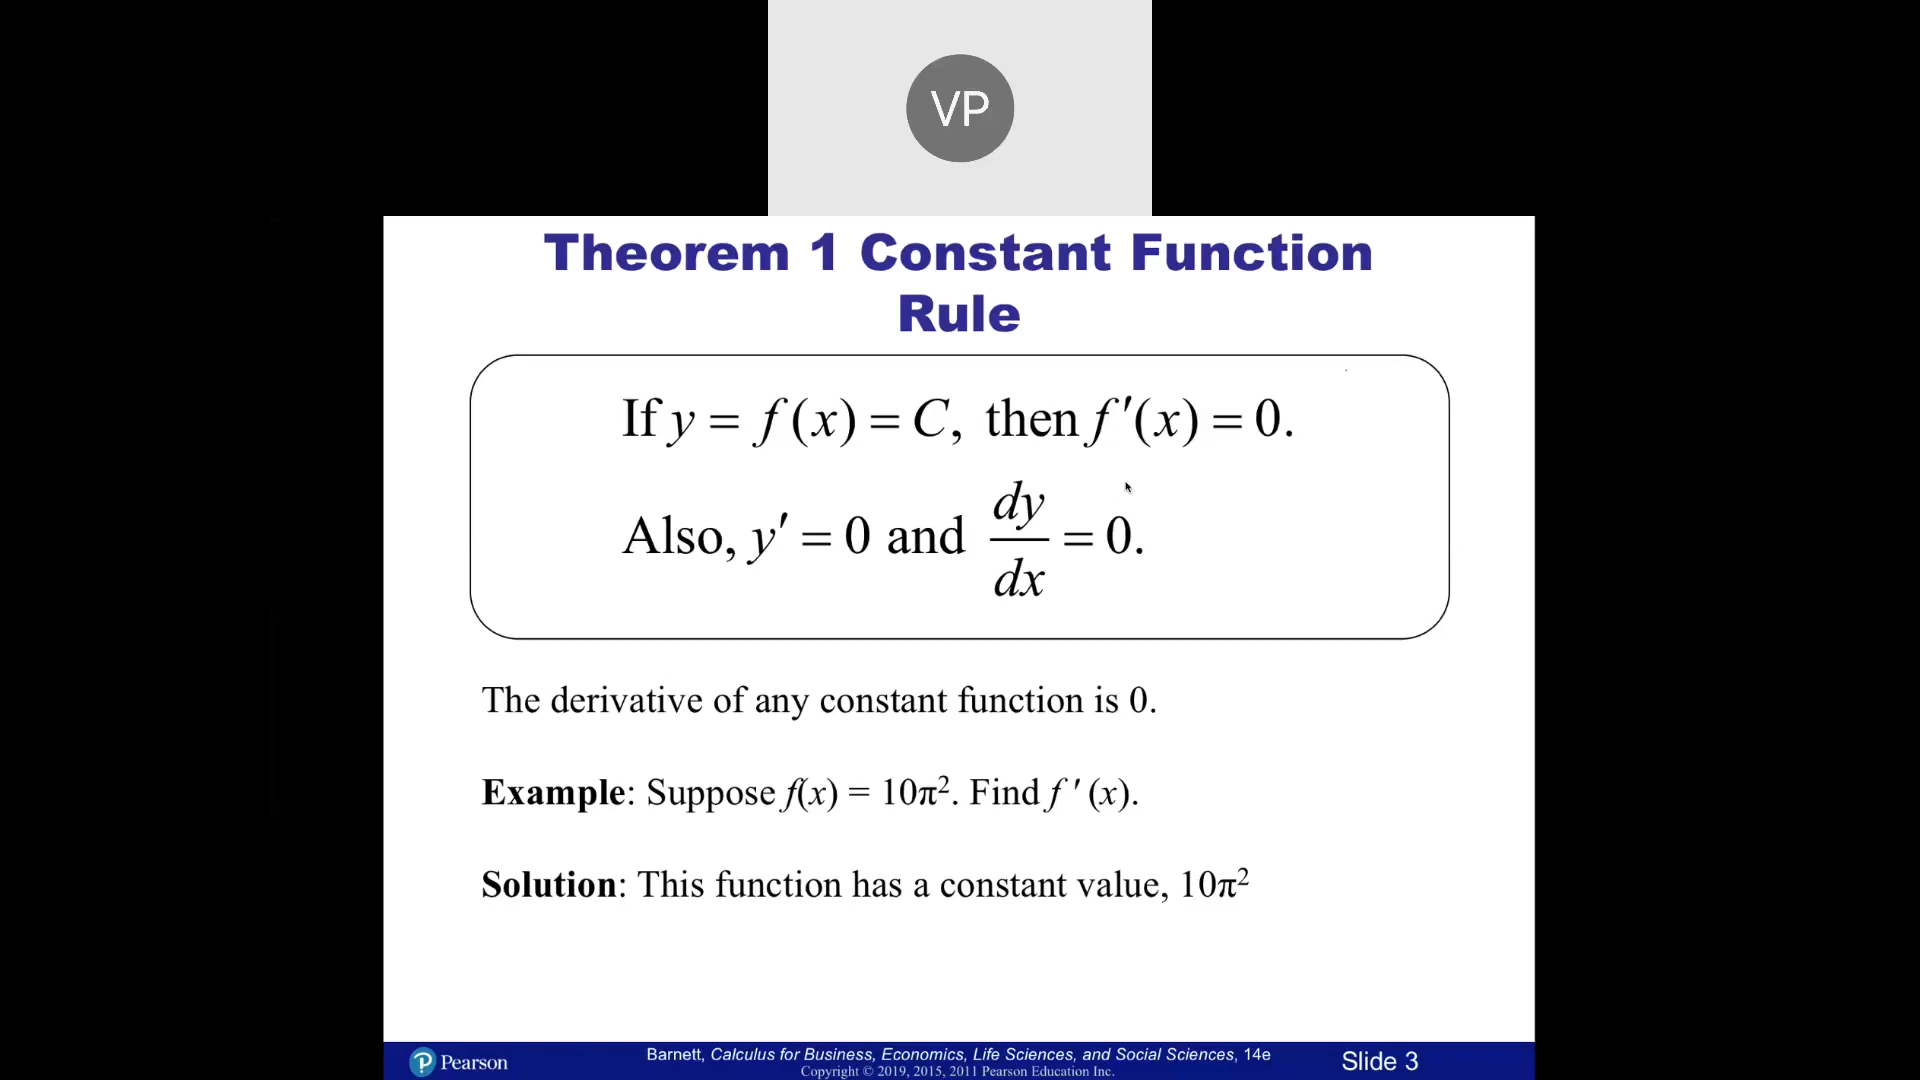 VP
Theorem 1 Constant Function
Rule
If y = f(x) = C, then f′(x) = 0.
Also, y′ = 0 and dy/dx = 0.
The derivative of any constant function is 0.
Example: Suppose f(x) = 10π². Find f ′ (x).
Solution: This function has a constant value, 10π²
Pearson
Barnett, Calculus for Business, Economics, Life Sciences, and Social Sciences, 14e
Copyright © 2019, 2015, 2011 Pearson Education Inc.
Slide 3